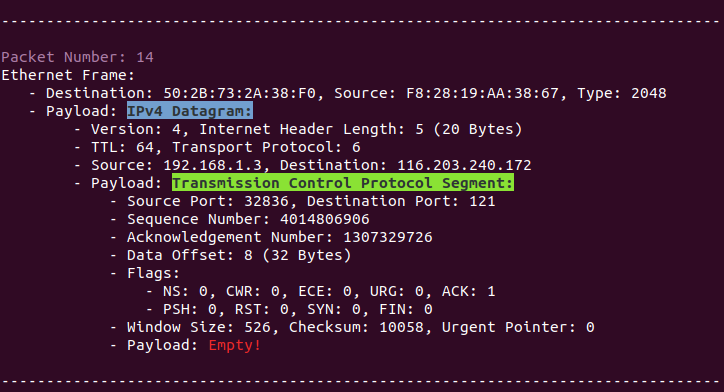 Packet Number: 14
Ethernet Frame:
- Destination: 50:2B:73:2A:38:F0, Source: F8:28:19:AA:38:67, Type: 2048
- Payload: IPv4 Datagram:
- Version: 4, Internet Header Length: 5 (20 Bytes)
- TTL: 64, Transport Protocol: 6
- Source: 192.168.1.3, Destination: 116.203.240.172
- Payload: Transmission Control Protocol Segment:
- Source Port: 32836, Destination Port: 121
- Sequence Number: 4014806906
- Acknowledgement Number: 1307329726
- Data Offset: 8 (32 Bytes)
- Flags:
- NS: 0, CWR: 0, ECE: 0, URG: 0, ACK: 1
- PSH: 0, RST: 0, SYN: 0, FIN: 0
- Window Size: 526, Checksum: 10058, Urgent Pointer: 0
- Payload: Empty!